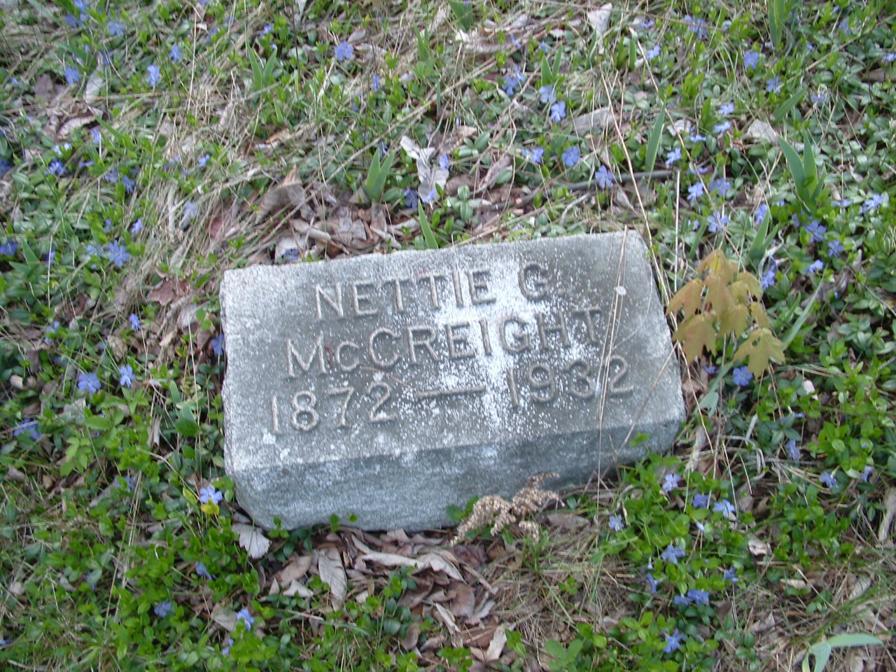 NETTIE G
McCREIGHT
1872 — 1932